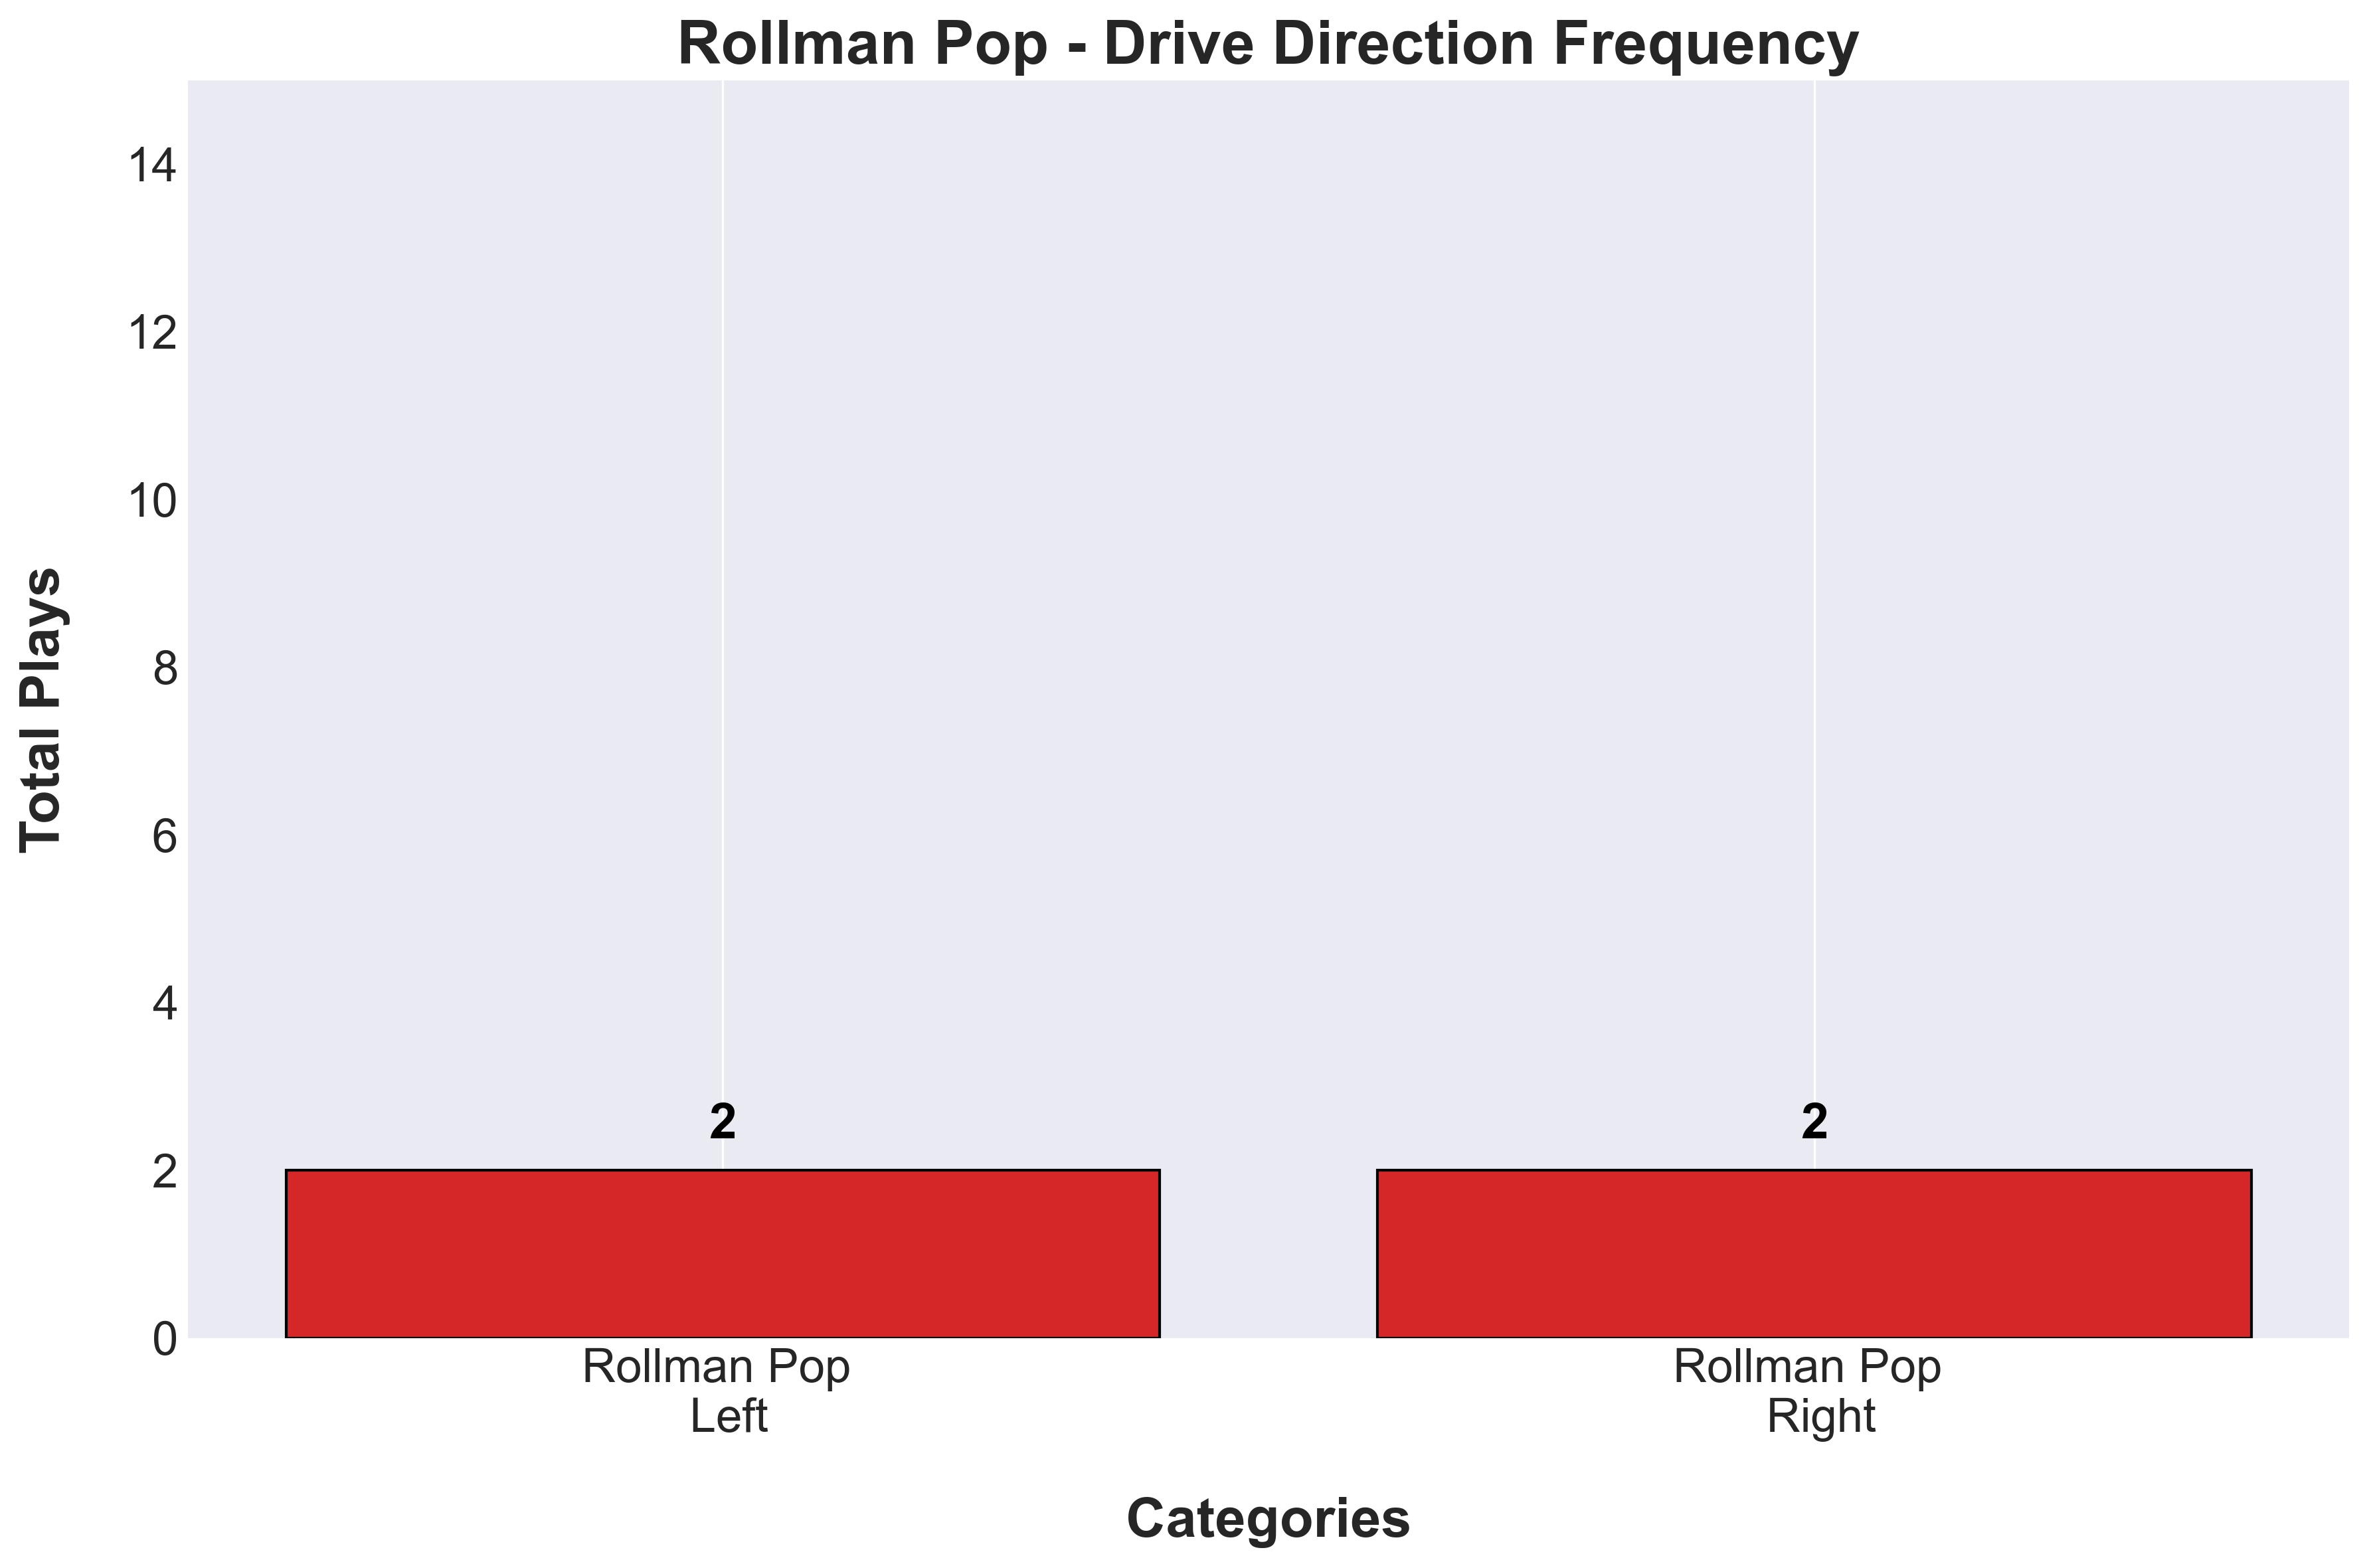 Rollman Pop - Drive Direction Frequency
Total Plays
14
12
10
8
6
4
2
0
2
2
Rollman Pop
Left
Rollman Pop
Right
Categories